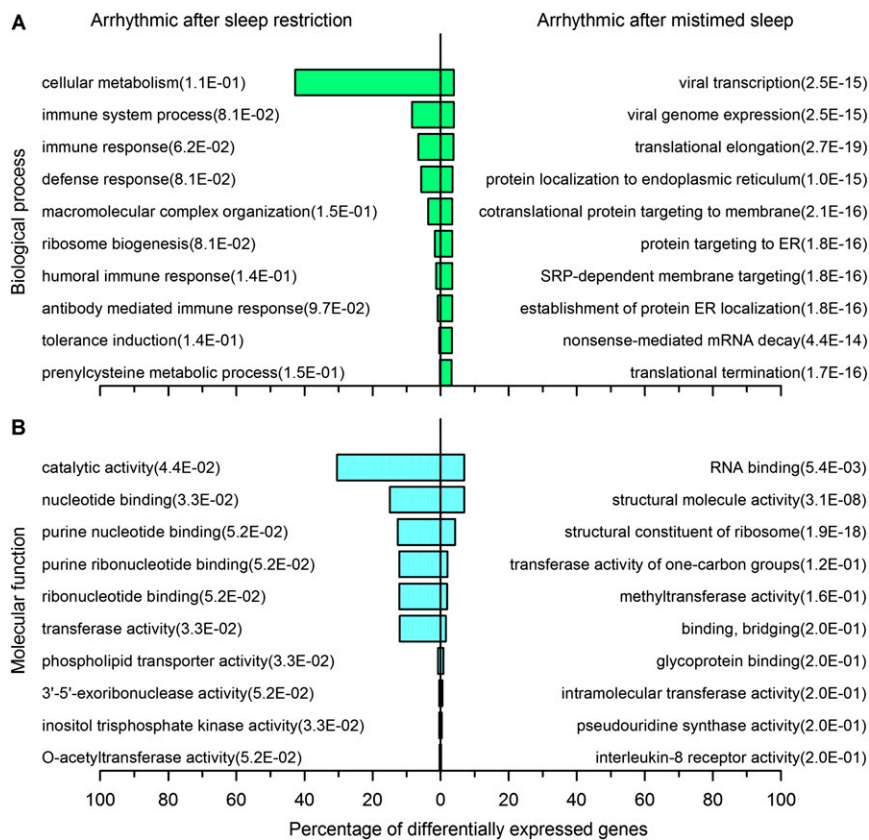 Arrhythmic after sleep restriction Arrhythmic after mistimed sleep
A
Biological process
cellular metabolism(1.1E-01) viral transcription(2.5E-15)
immune system process(8.1E-02) viral genome expression(2.5E-15)
immune response(6.2E-02) translational elongation(2.7E-19)
defense response(8.1E-02) protein localization to endoplasmic reticulum(1.0E-15)
macromolecular complex organization(1.5E-01) cotranslational protein targeting to membrane(2.1E-16)
ribosome biogenesis(8.1E-02) protein targeting to ER(1.8E-16)
humoral immune response(1.4E-01) SRP-dependent membrane targeting(1.8E-16)
antibody mediated immune response(9.7E-02) establishment of protein ER localization(1.8E-16)
tolerance induction(1.4E-01) nonsense-mediated mRNA decay(4.4E-14)
prenylcysteine metabolic process(1.5E-01) translational termination(1.7E-16)
100 80 60 40 20 0 20 40 60 80 100
B
Molecular function
catalytic activity(4.4E-02) RNA binding(5.4E-03)
nucleotide binding(3.3E-02) structural molecule activity(3.1E-08)
purine nucleotide binding(5.2E-02) structural constituent of ribosome(1.9E-18)
purine ribonucleotide binding(5.2E-02) transferase activity of one-carbon groups(1.2E-01)
ribonucleotide binding(5.2E-02) methyltransferase activity(1.6E-01)
transferase activity(3.3E-02) binding, bridging(2.0E-01)
phospholipid transporter activity(3.3E-02) glycoprotein binding(2.0E-01)
3'-5'-exoribonuclease activity(5.2E-02) intramolecular transferase activity(2.0E-01)
inositol trisphosphate kinase activity(3.3E-02) pseudouridine synthase activity(2.0E-01)
O-acetyltransferase activity(5.2E-02) interleukin-8 receptor activity(2.0E-01)
100 80 60 40 20 0 20 40 60 80 100
Percentage of differentially expressed genes